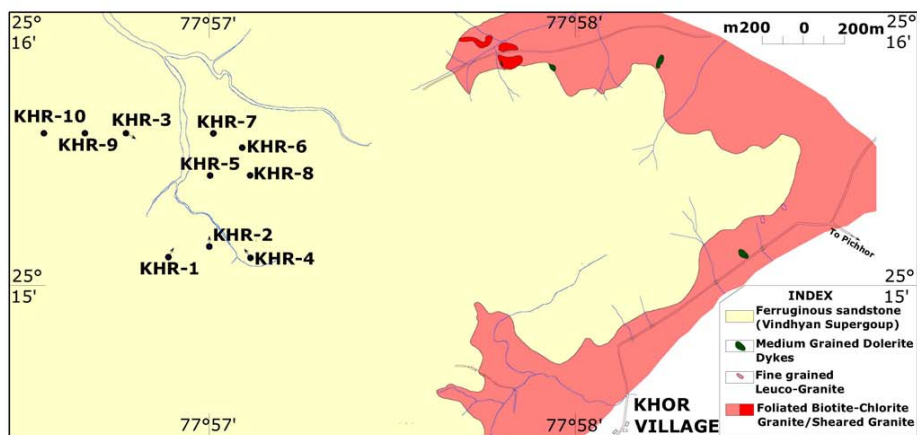 25° 77°57' 77°58' 25°
16' 16'
m200 0 200m
KHR-10 KHR-3 KHR-7
KHR-9 KHR-6
KHR-5 KHR-8
KHR-2
KHR-1 KHR-4
To Pichhor
25° 25°
15' 15'
INDEX
Ferruginous sandstone
(Vindhyan Supergoup)
Medium Grained Dolerite
Dykes
Fine grained
Leuco-Granite
Foliated Biotite-Chlorite
Granite/Sheared Granite
KHOR
VILLAGE
77°57' 77°58'